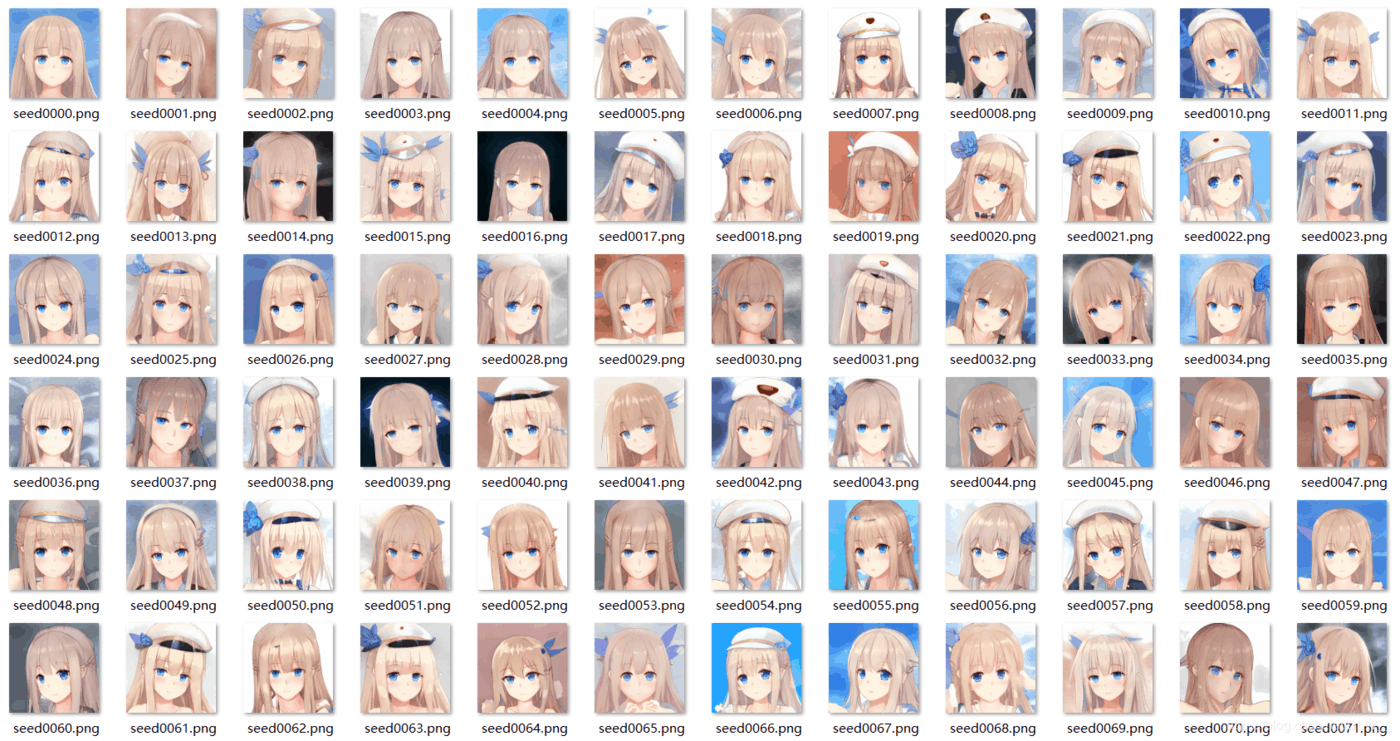 seed0000.png seed0001.png seed0002.png seed0003.png seed0004.png seed0005.png seed0006.png seed0007.png seed0008.png seed0009.png seed0010.png seed0011.png
seed0012.png seed0013.png seed0014.png seed0015.png seed0016.png seed0017.png seed0018.png seed0019.png seed0020.png seed0021.png seed0022.png seed0023.png
seed0024.png seed0025.png seed0026.png seed0027.png seed0028.png seed0029.png seed0030.png seed0031.png seed0032.png seed0033.png seed0034.png seed0035.png
seed0036.png seed0037.png seed0038.png seed0039.png seed0040.png seed0041.png seed0042.png seed0043.png seed0044.png seed0045.png seed0046.png seed0047.png
seed0048.png seed0049.png seed0050.png seed0051.png seed0052.png seed0053.png seed0054.png seed0055.png seed0056.png seed0057.png seed0058.png seed0059.png
seed0060.png seed0061.png seed0062.png seed0063.png seed0064.png seed0065.png seed0066.png seed0067.png seed0068.png seed0069.png seed0070.png seed0071.png